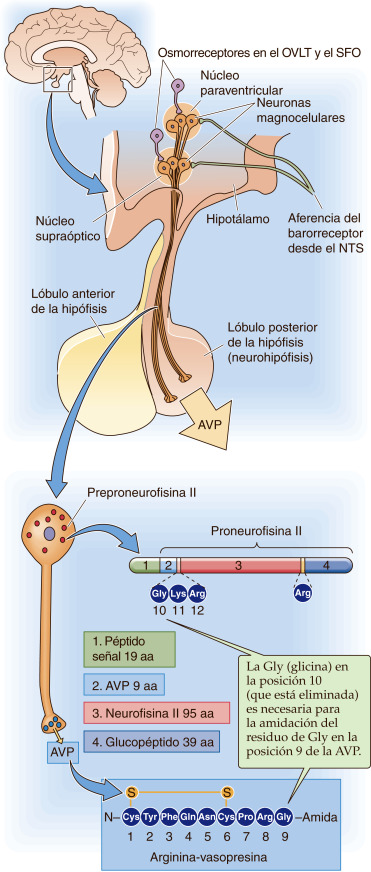 Osmorreceptores en el OVLT y el SFO
Núcleo
paraventricular
Neuronas
magnocelulares
Núcleo
supraóptico
Hipotálamo
Aferencia del
barorreceptor
desde el NTS
Lóbulo anterior
de la hipófisis
Lóbulo posterior
de la hipófisis
(neurohipófisis)
AVP
Preproneurofisina II
Proneurofisina II
1 2 3 4
Gly Lys Arg Arg
10 11 12
1. Péptido
señal 19 aa
2. AVP 9 aa
3. Neurofisina II 95 aa
4. Glucopéptido 39 aa
La Gly (glicina) en
la posición 10
(que está eliminada)
es necesaria para
la amidación del
residuo de Gly en la
posición 9 de la AVP.
AVP
S S
N– Cys Tyr Phe Gln Asn Cys Pro Arg Gly –Amida
1 2 3 4 5 6 7 8 9
Arginina-vasopresina